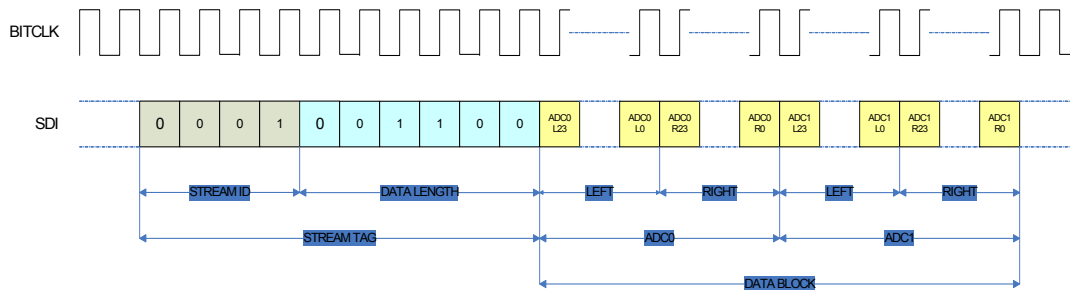 BITCLK
SDI
0 0 0 1 0 0 1 1 0 0
ADC0 L23
ADC0 L0
ADC0 R23
ADC0 R0
ADC1 L23
ADC1 L0
ADC1 R23
ADC1 R0
STREAM ID DATA LENGTH LEFT RIGHT LEFT RIGHT
STREAM TAG ADC0 ADC1
DATA BLOCK